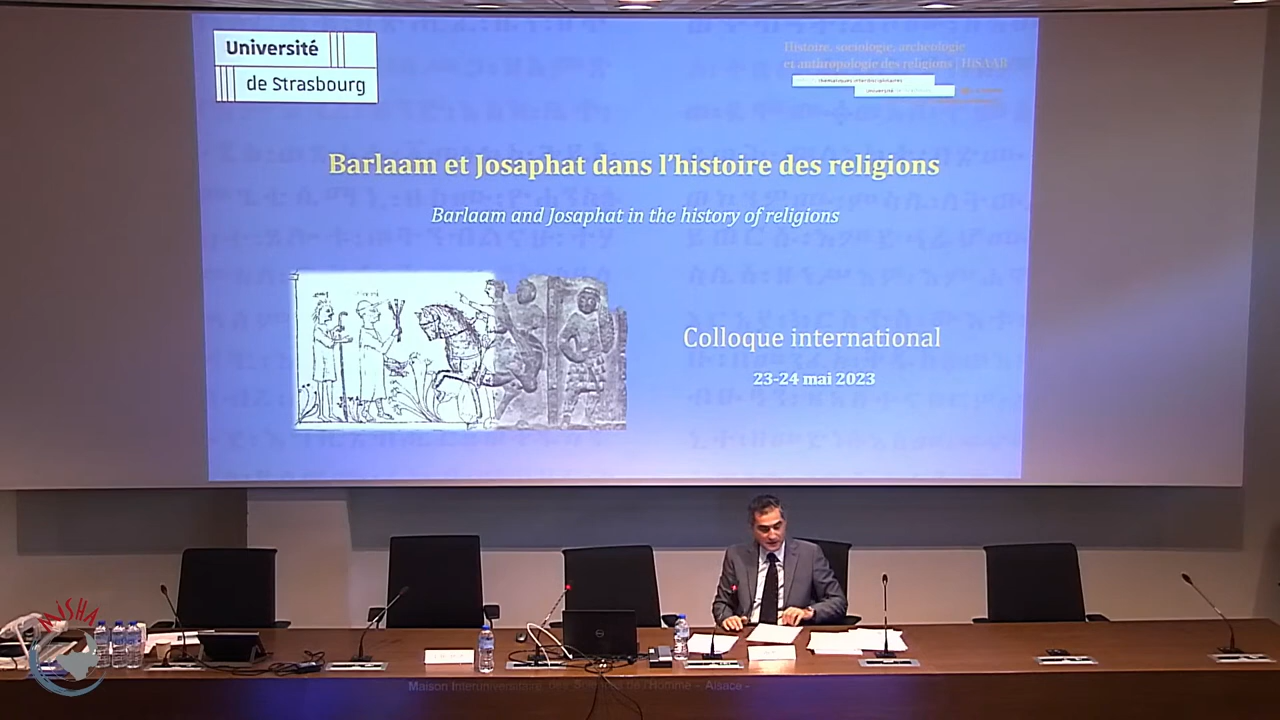 Université
de Strasbourg
Histoire, sociologie, archéologie
et anthropologie des religions | HiSAAR
Barlaam et Josaphat dans l'histoire des religions
Barlaam and Josaphat in the history of religions
Colloque international
23-24 mai 2023
MiSHA
Maison Interuniversitaire des Sciences de l'Homme – Alsace -